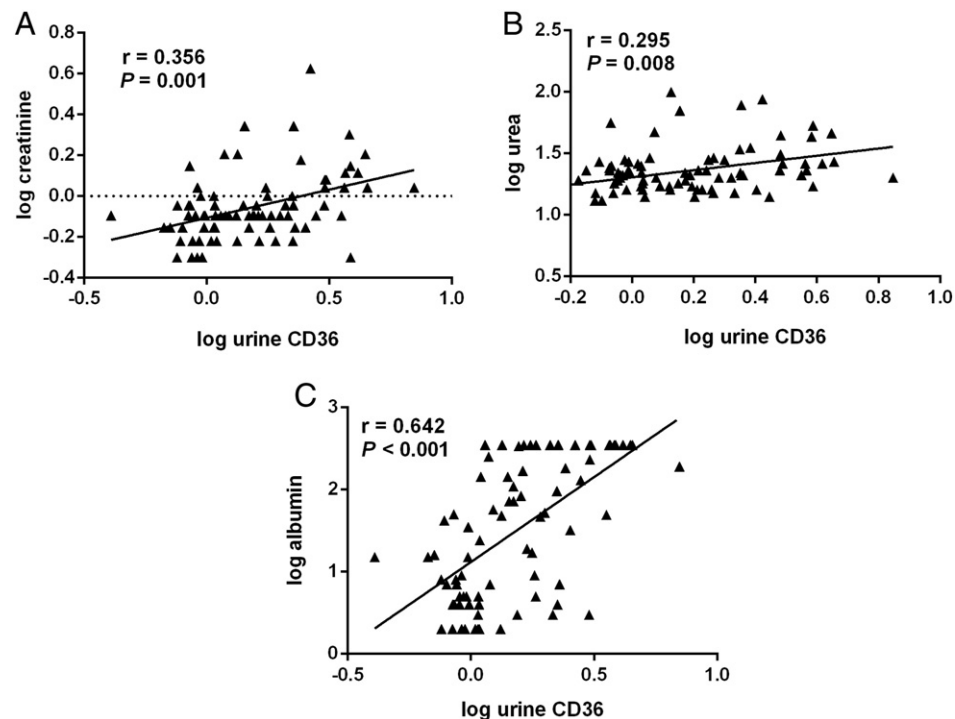 A
r = 0.356
P = 0.001
log creatinine
0.8
0.6
0.4
0.2
0.0
-0.2
-0.4
-0.5
0.0
0.5
1.0
log urine CD36
B
r = 0.295
P = 0.008
log urea
2.5
2.0
1.5
1.0
0.5
-0.2
0.0
0.2
0.4
0.6
0.8
1.0
log urine CD36
C
r = 0.642
P < 0.001
log albumin
3
2
1
0
-0.5
0.0
0.5
1.0
log urine CD36